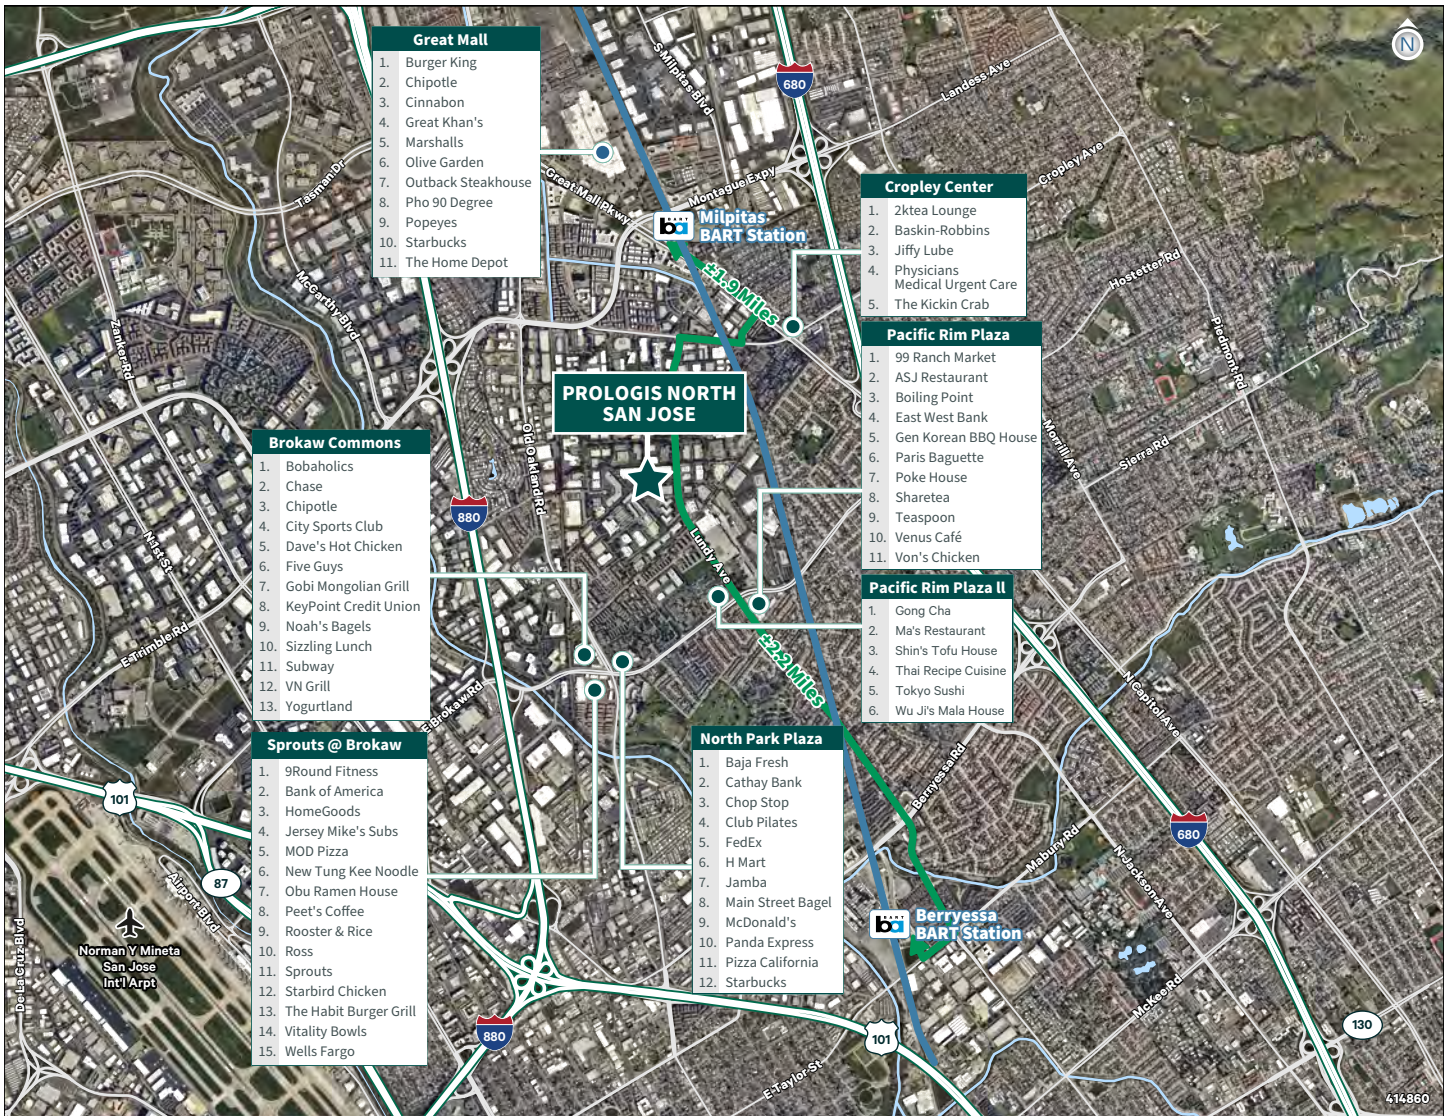 Great Mall
1. Burger King
2. Chipotle
3. Cinnabon
4. Great Khan's
5. Marshalls
6. Olive Garden
7. Outback Steakhouse
8. Pho 90 Degree
9. Popeyes
10. Starbucks
11. The Home Depot
S Milpitas Blvd
680
Landess Ave
N
Tasman Dr
Great Mall Pkwy
Montague Expy
Cropley Ave
BART
ba
Milpitas
BART Station
±1.9 Miles
Cropley Center
1. 2ktea Lounge
2. Baskin-Robbins
3. Jiffy Lube
4. Physicians
Medical Urgent Care
5. The Kickin Crab
Hostetter Rd
McCarthy Blvd
Zanker Rd
Piedmont Rd
Pacific Rim Plaza
1. 99 Ranch Market
2. ASJ Restaurant
3. Boiling Point
4. East West Bank
5. Gen Korean BBQ House
6. Paris Baguette
7. Poke House
8. Sharetea
9. Teaspoon
10. Venus Café
11. Von's Chicken
PROLOGIS NORTH
SAN JOSE
Old Oakland Rd
Morrill Ave
Sierra Rd
Brokaw Commons
1. Bobaholics
2. Chase
3. Chipotle
4. City Sports Club
5. Dave's Hot Chicken
6. Five Guys
7. Gobi Mongolian Grill
8. KeyPoint Credit Union
9. Noah's Bagels
10. Sizzling Lunch
11. Subway
12. VN Grill
13. Yogurtland
880
N 1st St
Lundy Ave
E Trimble Rd
Pacific Rim Plaza ll
1. Gong Cha
2. Ma's Restaurant
3. Shin's Tofu House
4. Thai Recipe Cuisine
5. Tokyo Sushi
6. Wu Ji's Mala House
±2.2 Miles
E Brokaw Rd
N Capitol Ave
Sprouts @ Brokaw
1. 9Round Fitness
2. Bank of America
3. HomeGoods
4. Jersey Mike's Subs
5. MOD Pizza
6. New Tung Kee Noodle
7. Obu Ramen House
8. Peet's Coffee
9. Rooster & Rice
10. Ross
11. Sprouts
12. Starbird Chicken
13. The Habit Burger Grill
14. Vitality Bowls
15. Wells Fargo
North Park Plaza
1. Baja Fresh
2. Cathay Bank
3. Chop Stop
4. Club Pilates
5. FedEx
6. H Mart
7. Jamba
8. Main Street Bagel
9. McDonald's
10. Panda Express
11. Pizza California
12. Starbucks
Berryessa Rd
101
680
Mabury Rd
N Jackson Ave
87
Airport Blvd
BART
ba
Berryessa
BART Station
Norman Y Mineta
San Jose
Int'l Arpt
De La Cruz Blvd
McKee Rd
880
101
130
E Taylor St
414860